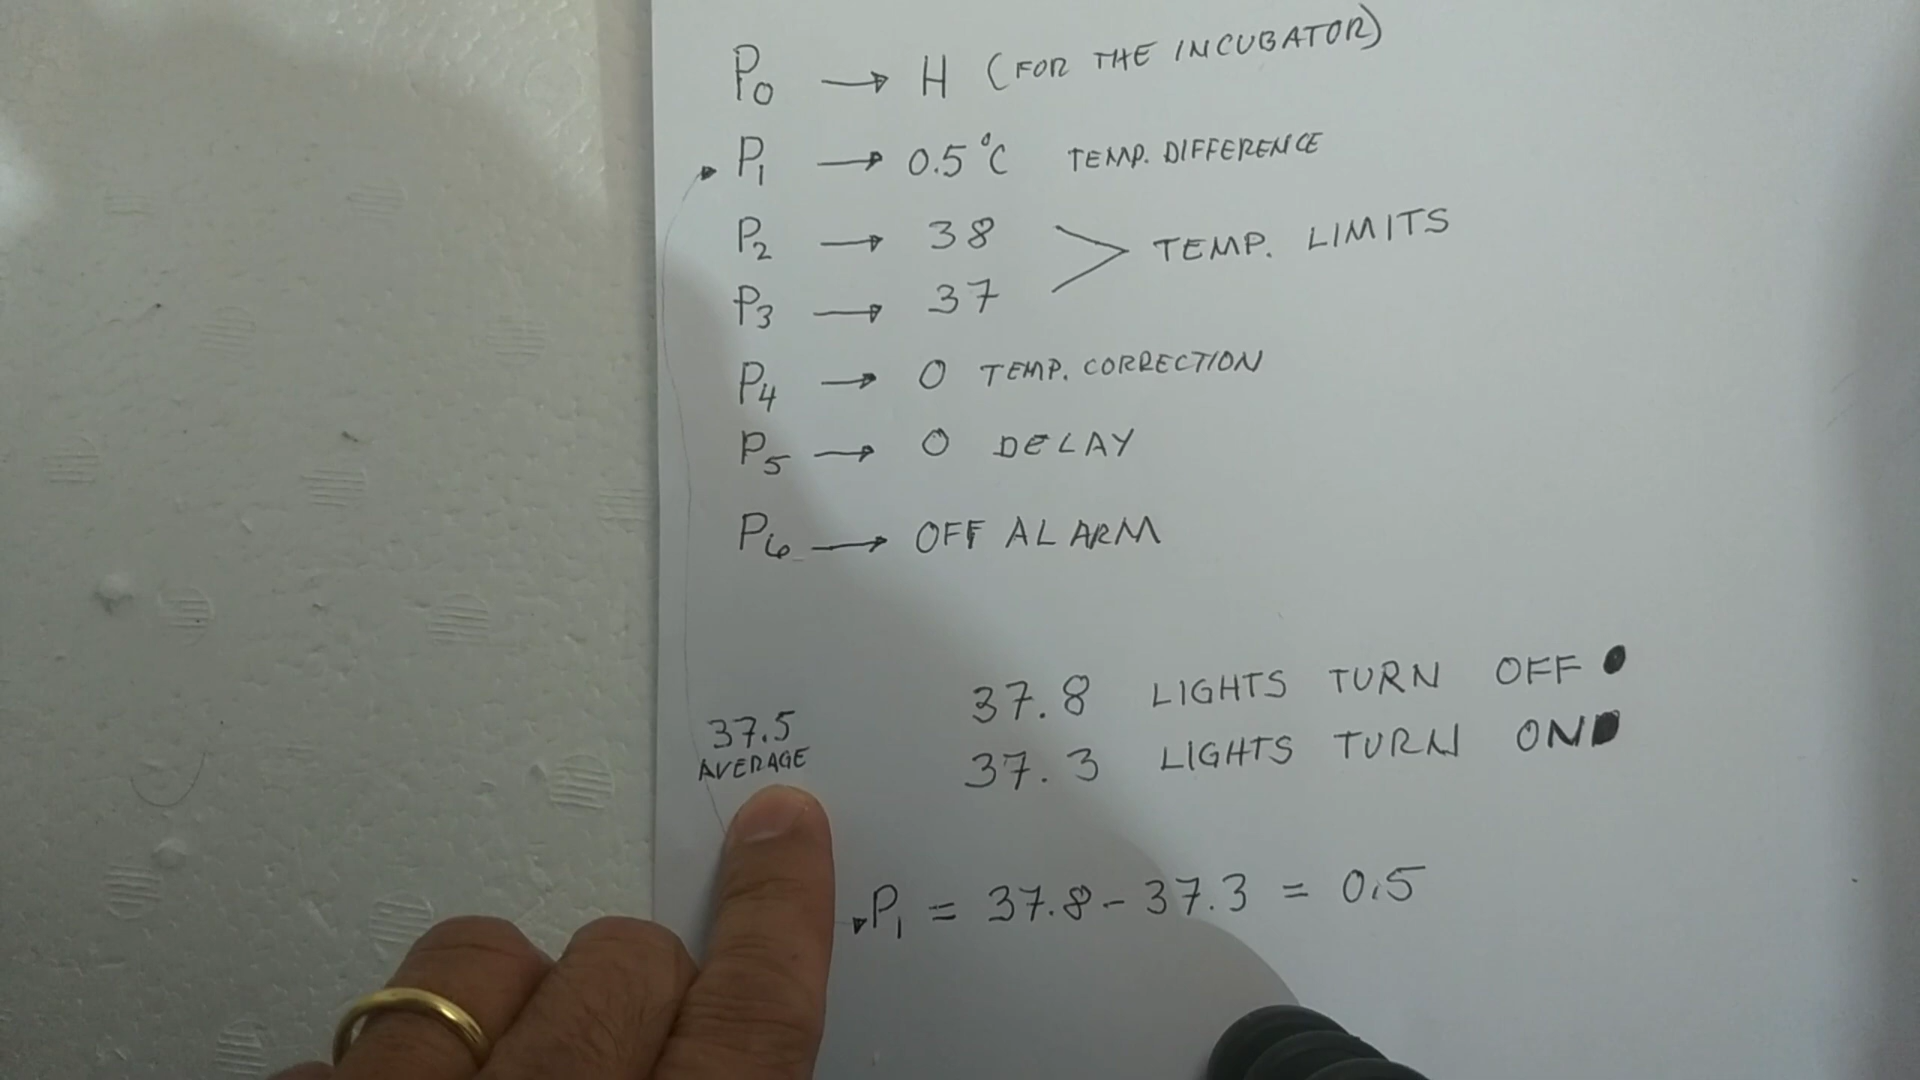 P0 → H (FOR THE INCUBATOR)
P1 → 0.5°C TEMP. DIFFERENCE
P2 → 38
P3 → 37
TEMP. LIMITS
P4 → 0 TEMP. CORRECTION
P5 → 0 DELAY
P6 → OFF ALARM
37.8 LIGHTS TURN OFF
37.3 LIGHTS TURN ON
37.5
AVERAGE
P1 = 37.8 - 37.3 = 0.5